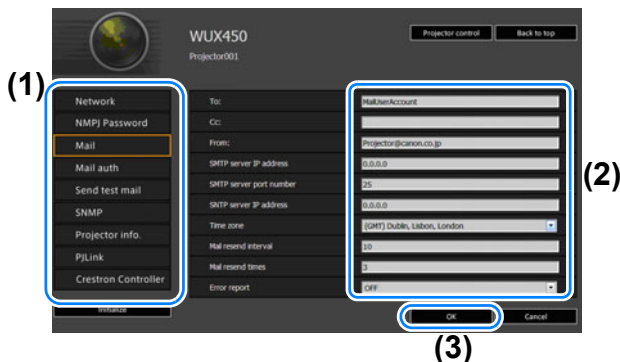 WUX450
Projector001
Projector control
Back to top
(1)
Network
NMPJ Password
Mail
Mail auth
Send test mail
SNMP
Projector info.
PJLink
Crestron Controller
Initialize
To: MailUserAccount
Cc:
From: Projector@canon.co.jp
SMTP server IP address 0.0.0.0
SMTP server port number 25
SNTP server IP address 0.0.0.0
Time zone (GMT) Dublin, Lisbon, London
Mail resend interval 10
Mail resend times 3
Error report OFF
(2)
OK
Cancel
(3)